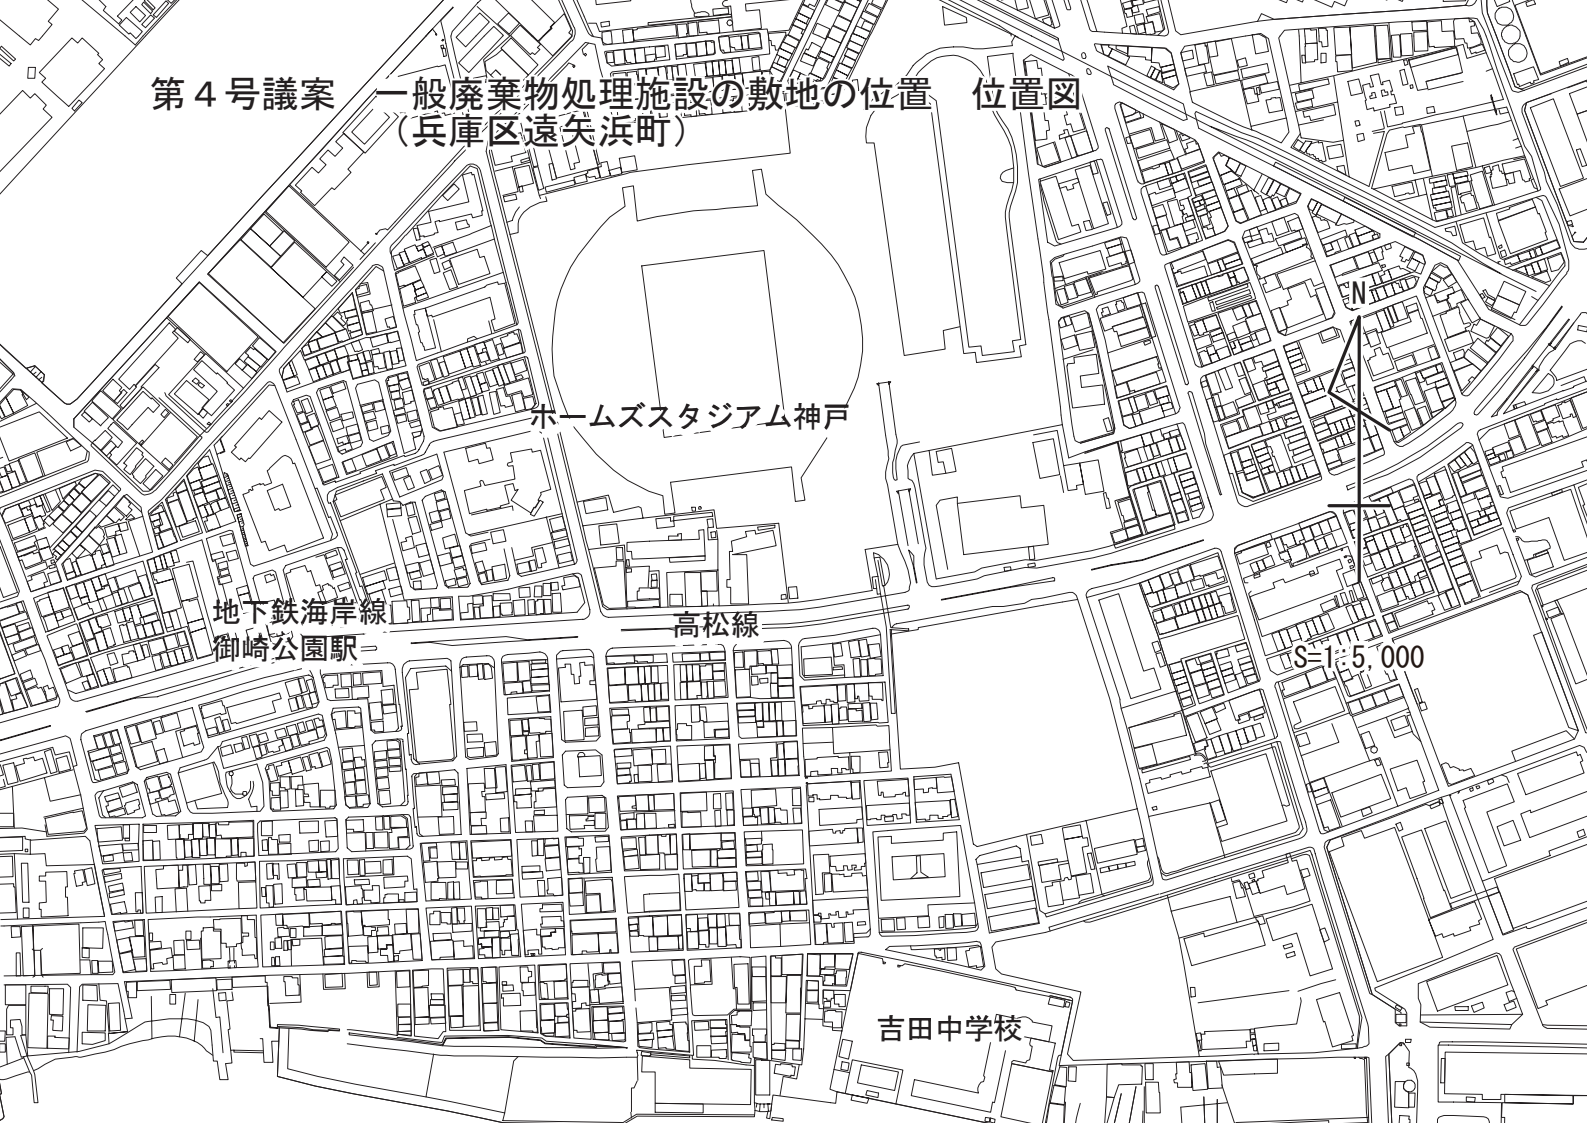 第４号議案　一般廃棄物処理施設の敷地の位置　位置図
（兵庫区遠矢浜町）
N
ホームズスタジアム神戸
地下鉄海岸線
御崎公園駅
高松線
S=1:5,000
吉田中学校